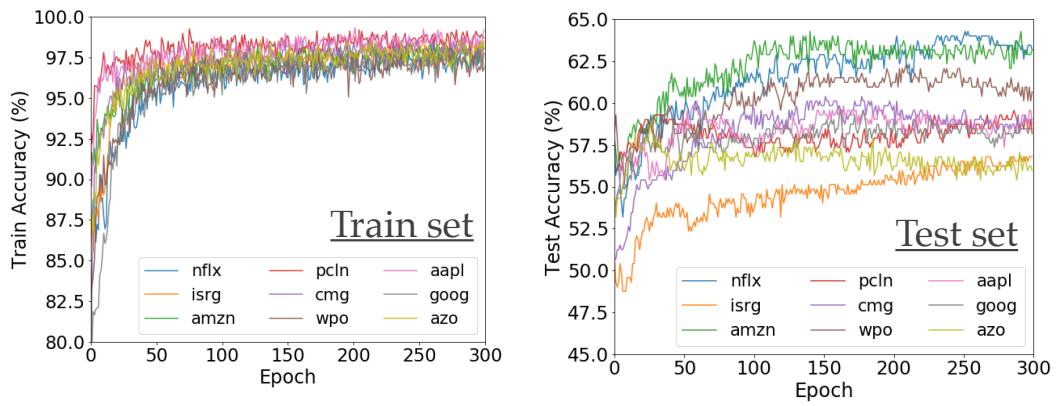 100.0
97.5
95.0
92.5
90.0
87.5
85.0
82.5
80.0
Train Accuracy (%)
Train set
nflx pcln aapl
isrg cmg goog
amzn wpo azo
0 50 100 150 200 250 300
Epoch
65.0
62.5
60.0
57.5
55.0
52.5
50.0
47.5
45.0
Test Accuracy (%)
Test set
nflx pcln aapl
isrg cmg goog
amzn wpo azo
0 50 100 150 200 250 300
Epoch